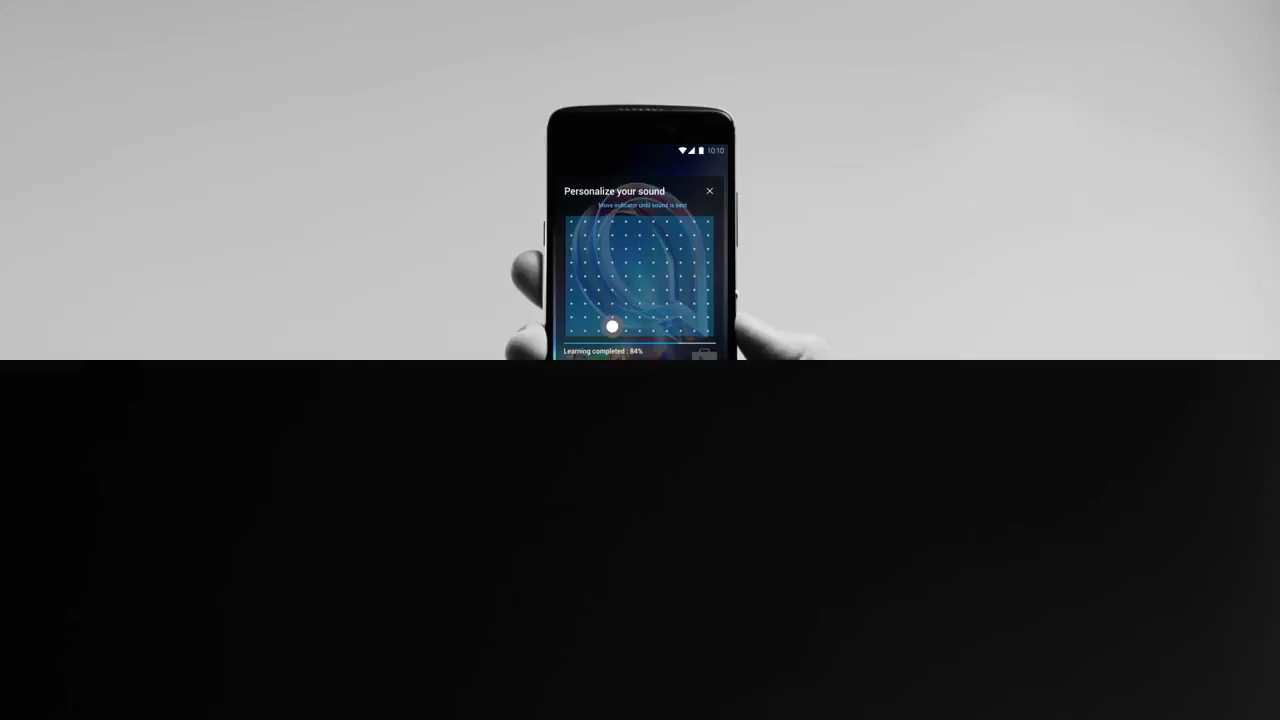 10:10
Personalize your sound
Move indicator until sound is best
Learning completed : 84%